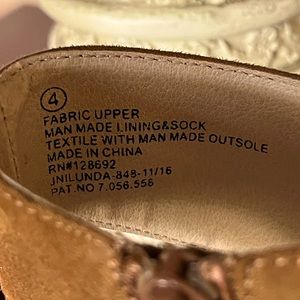 4
FABRIC UPPER
MAN MADE LINING&SOCK
TEXTILE WITH MAN MADE OUTSOLE
MADE IN CHINA
RN#128692
JNILUNDA-848-11/16
PAT.NO 7,056,558